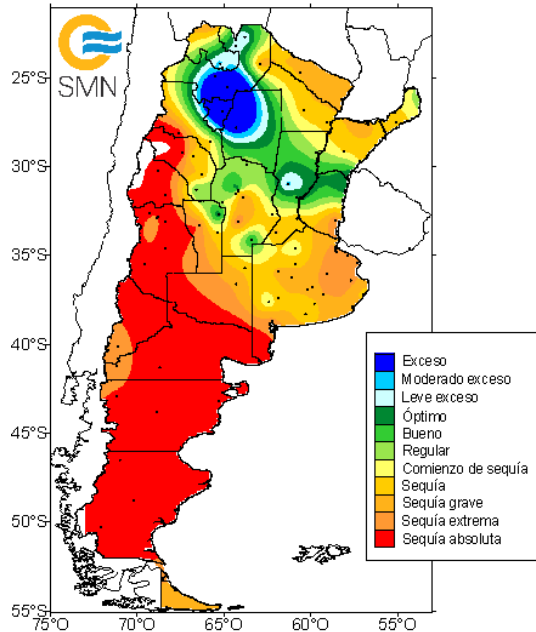 SMN
25°S
30°S
35°S
40°S
45°S
50°S
55°S
75°O
70°O
65°O
60°O
55°O
Exceso
Moderado exceso
Leve exceso
Óptimo
Bueno
Regular
Comienzo de sequía
Sequía
Sequía grave
Sequía extrema
Sequía absoluta